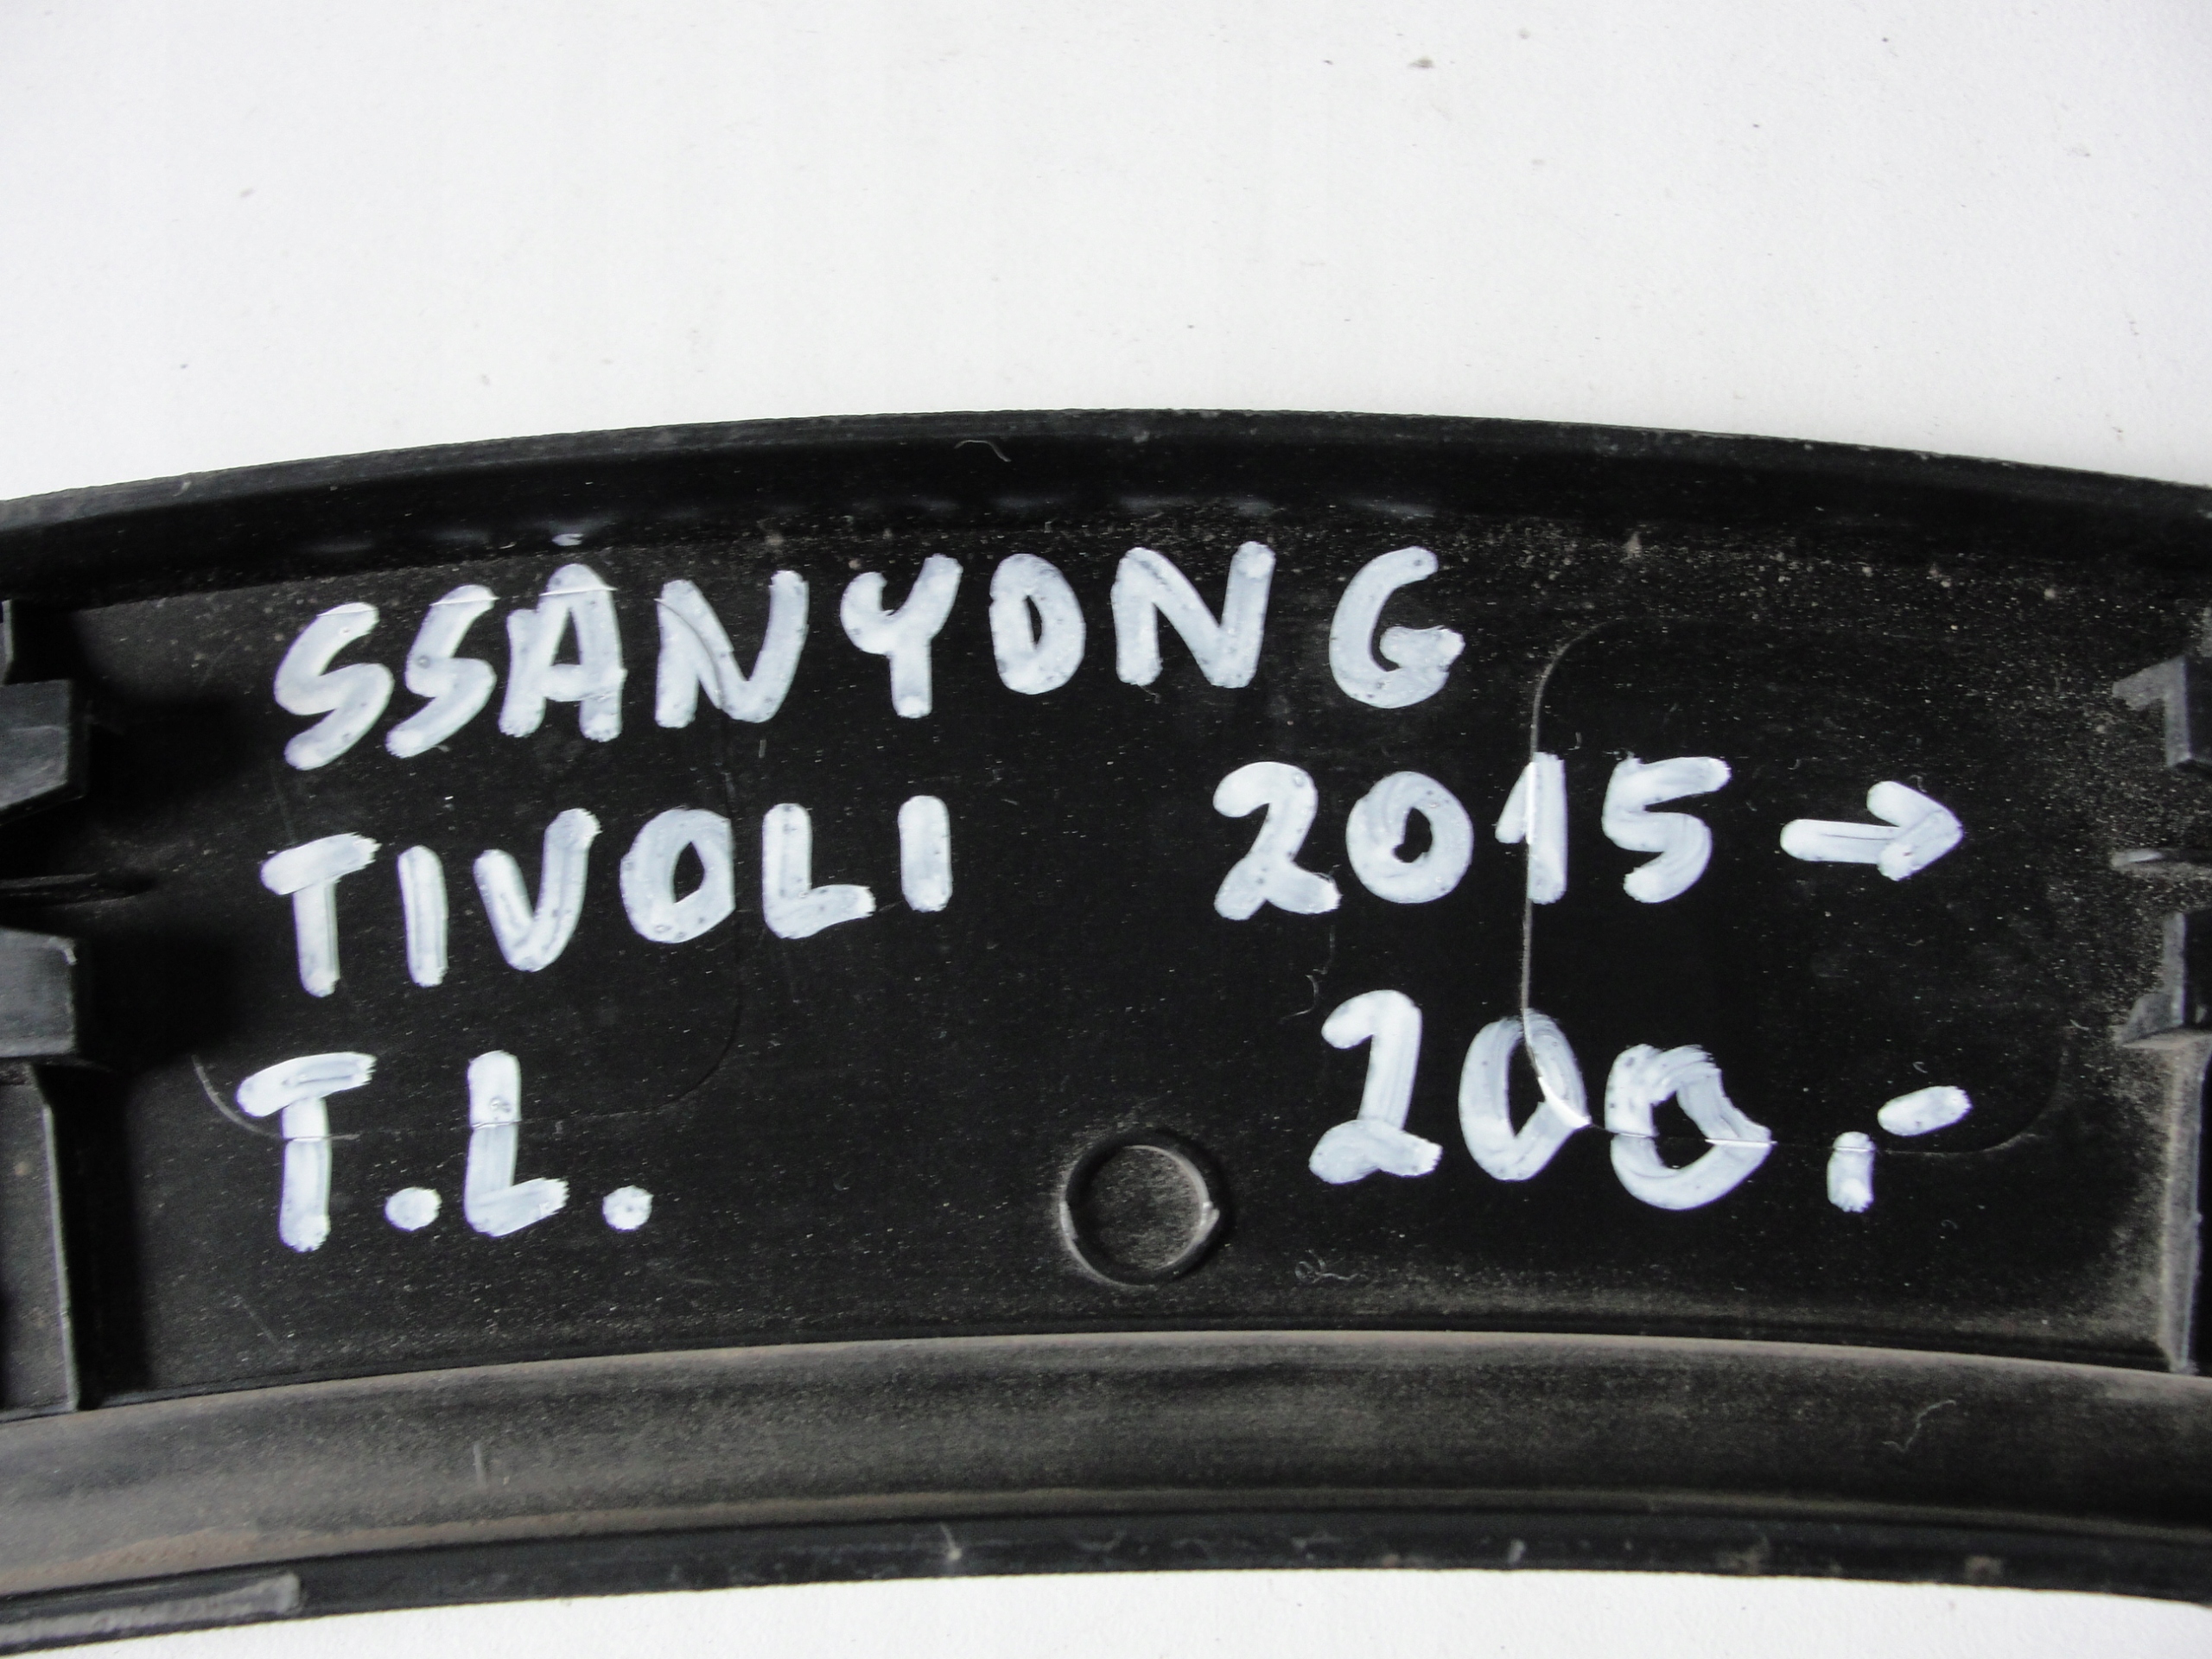 SSANYONG
TIVOLI 2015→
T.L. 200,-